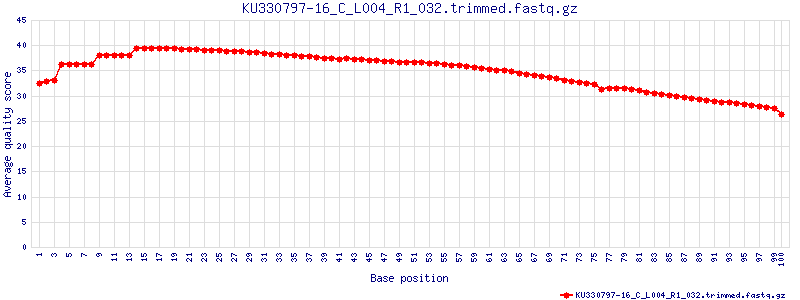 KU330797-16_C_L004_R1_032.trimmed.fastq.gz
Average quality score
45
40
35
30
25
20
15
10
5
0
1 3 5 7 9 11 13 15 17 19 21 23 25 27 29 31 33 35 37 39 41 43 45 47 49 51 53 55 57 59 61 63 65 67 69 71 73 75 77 79 81 83 85 87 89 91 93 95 97 99 100
Base position
KU330797-16_C_L004_R1_032.trimmed.fastq.gz